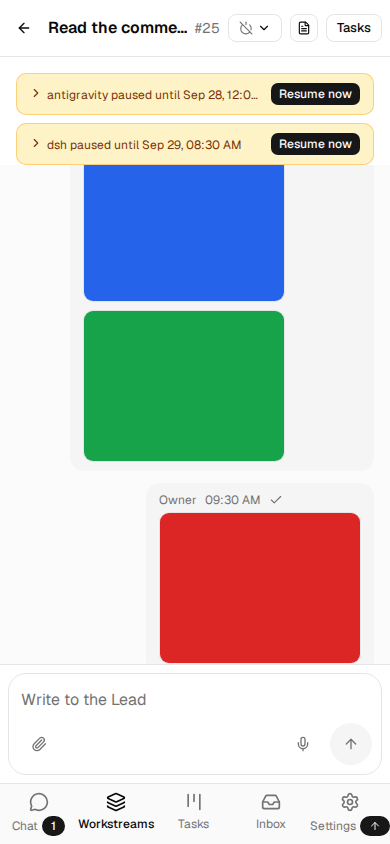 Read the comme... #25
Tasks
antigravity paused until Sep 28, 12:0...
Resume now
dsh paused until Sep 29, 08:30 AM
Resume now
Owner 09:30 AM
Write to the Lead
Chat 1
Workstreams
Tasks
Inbox
Settings